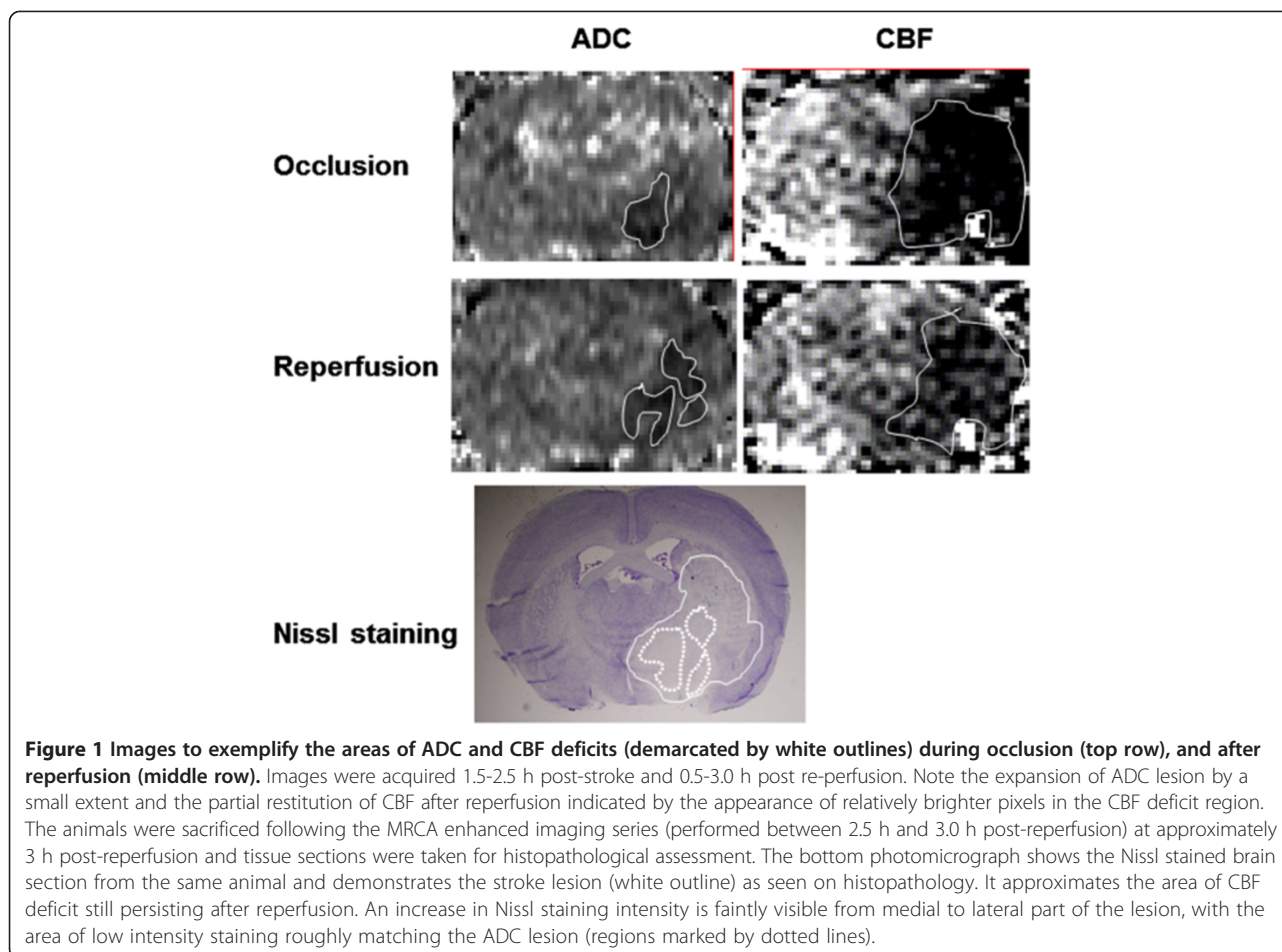 ADC CBF
Occlusion
Reperfusion
Nissl staining
Figure 1 Images to exemplify the areas of ADC and CBF deficits (demarcated by white outlines) during occlusion (top row), and after
reperfusion (middle row). Images were acquired 1.5-2.5 h post-stroke and 0.5-3.0 h post re-perfusion. Note the expansion of ADC lesion by a
small extent and the partial restitution of CBF after reperfusion indicated by the appearance of relatively brighter pixels in the CBF deficit region.
The animals were sacrificed following the MRCA enhanced imaging series (performed between 2.5 h and 3.0 h post-reperfusion) at approximately
3 h post-reperfusion and tissue sections were taken for histopathological assessment. The bottom photomicrograph shows the Nissl stained brain
section from the same animal and demonstrates the stroke lesion (white outline) as seen on histopathology. It approximates the area of CBF
deficit still persisting after reperfusion. An increase in Nissl staining intensity is faintly visible from medial to lateral part of the lesion, with the
area of low intensity staining roughly matching the ADC lesion (regions marked by dotted lines).